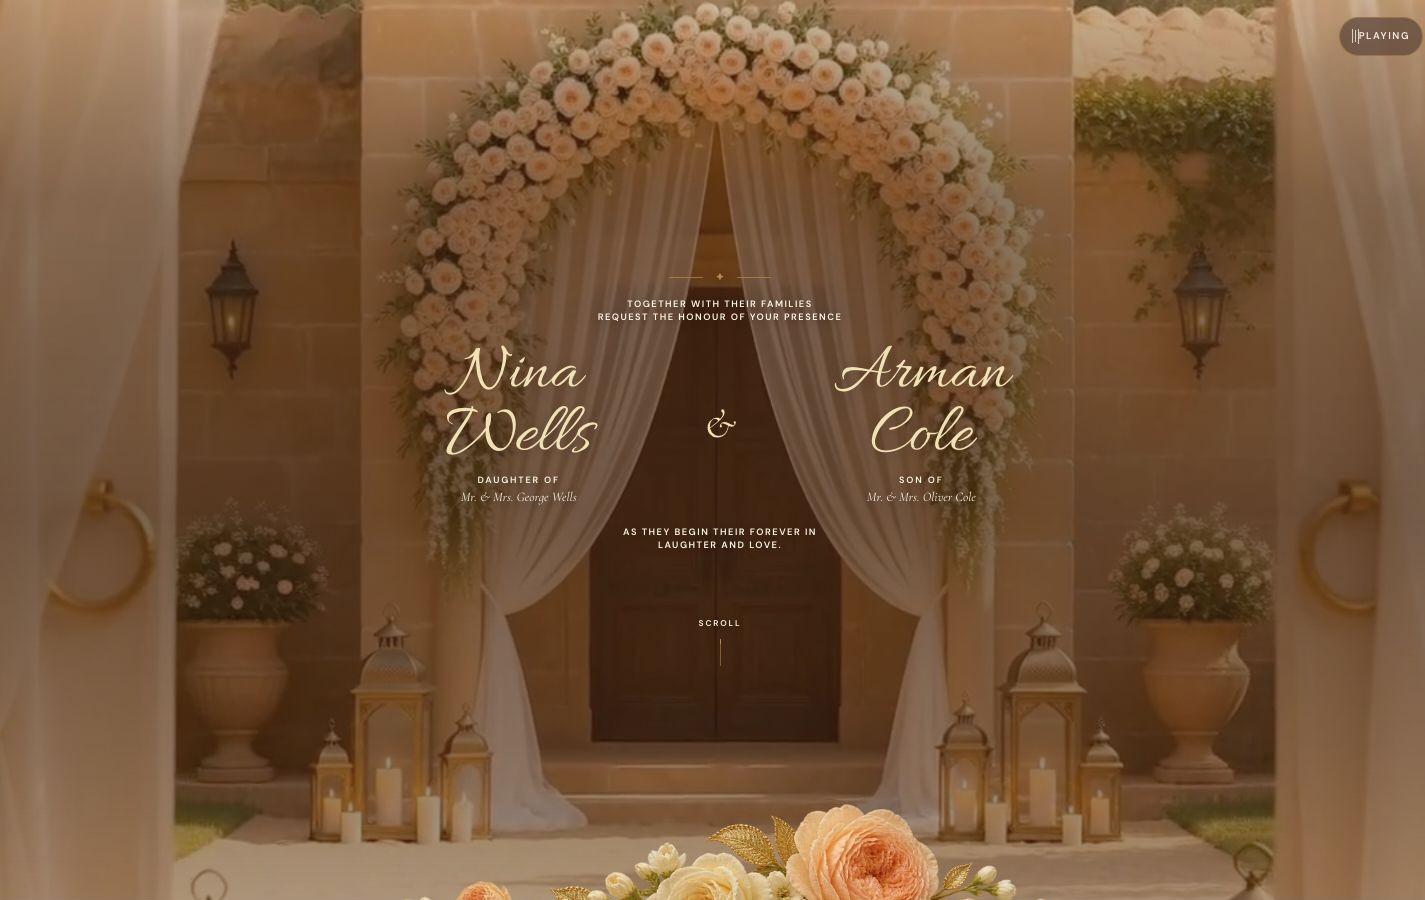 PLAYING
TOGETHER WITH THEIR FAMILIES
REQUEST THE HONOUR OF YOUR PRESENCE
Nina
Wells
DAUGHTER OF
Mr. & Mrs. George Wells
&
Arman
Cole
SON OF
Mr. & Mrs. Oliver Cole
AS THEY BEGIN THEIR FOREVER IN
LAUGHTER AND LOVE.
SCROLL